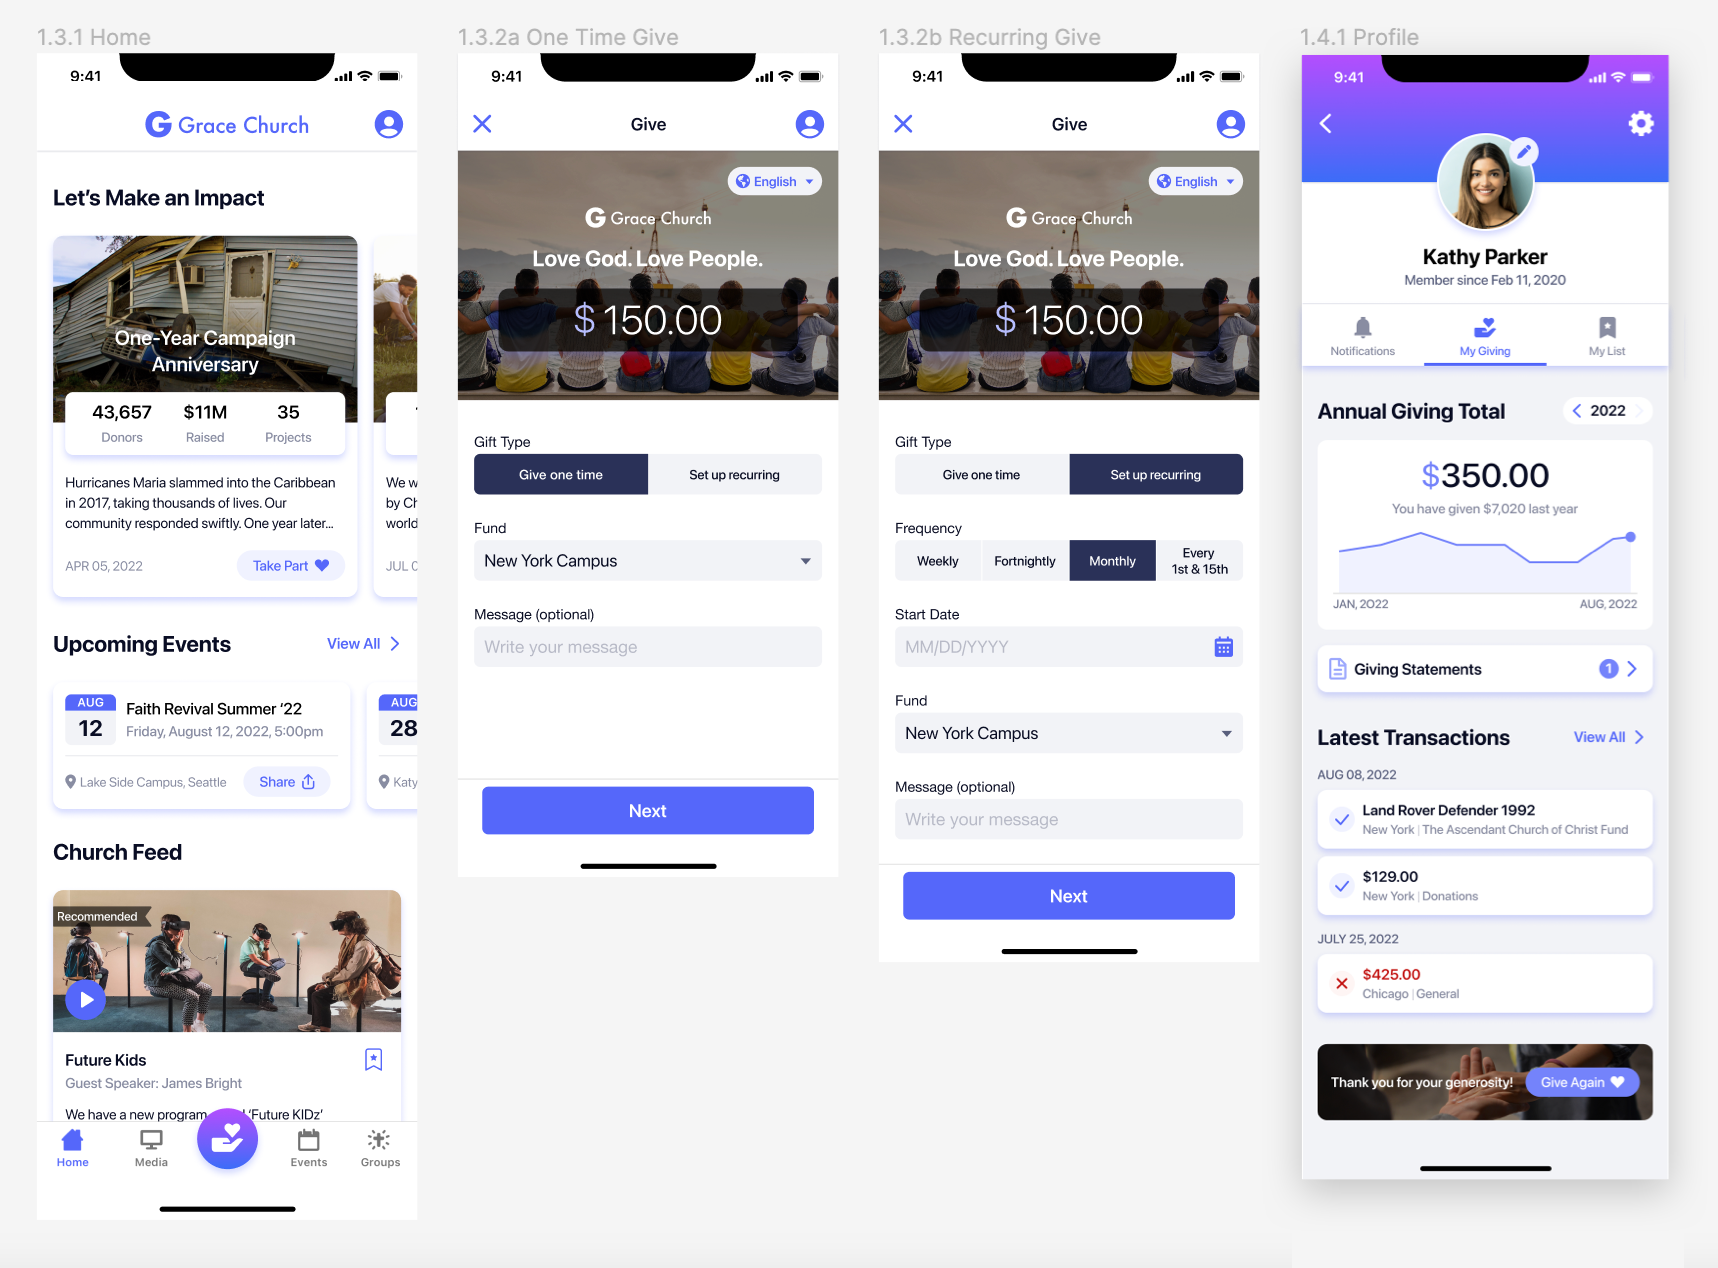 1.3.1 Home
9:41
Grace Church
Let's Make an Impact
One-Year Campaign
Anniversary
43,657
$11M
35
Donors
Raised
Projects
Hurricanes Maria slammed into the Caribbean
in 2017, taking thousands of lives. Our
community responded swiftly. One year later...
APR 05, 2022
Take Part
We w
by Ch
world
JUL 0
Upcoming Events
View All
AUG
12
Faith Revival Summer '22
Friday, August 12, 2022, 5:00pm
Lake Side Campus, Seattle
Share
AUG
28
Katy
Church Feed
Recommended
Future Kids
Guest Speaker: James Bright
We have a new program 'Future KIDz'
Home
Media
Events
Groups
1.3.2a One Time Give
9:41
Give
English
Grace Church
Love God. Love People.
$ 150.00
Gift Type
Give one time
Set up recurring
Fund
New York Campus
Message (optional)
Write your message
Next
1.3.2b Recurring Give
9:41
Give
English
Grace Church
Love God. Love People.
$ 150.00
Gift Type
Give one time
Set up recurring
Frequency
Weekly
Fortnightly
Monthly
Every
1st & 15th
Start Date
MM/DD/YYYY
Fund
New York Campus
Message (optional)
Write your message
Next
1.4.1 Profile
9:41
Kathy Parker
Member since Feb 11, 2020
Notifications
My Giving
My List
Annual Giving Total
2022
$350.00
You have given $7,020 last year
JAN, 2022
AUG, 2022
Giving Statements
1
Latest Transactions
View All
AUG 08, 2022
Land Rover Defender 1992
New York | The Ascendant Church of Christ Fund
$129.00
New York | Donations
JULY 25, 2022
$425.00
Chicago | General
Thank you for your generosity!
Give Again